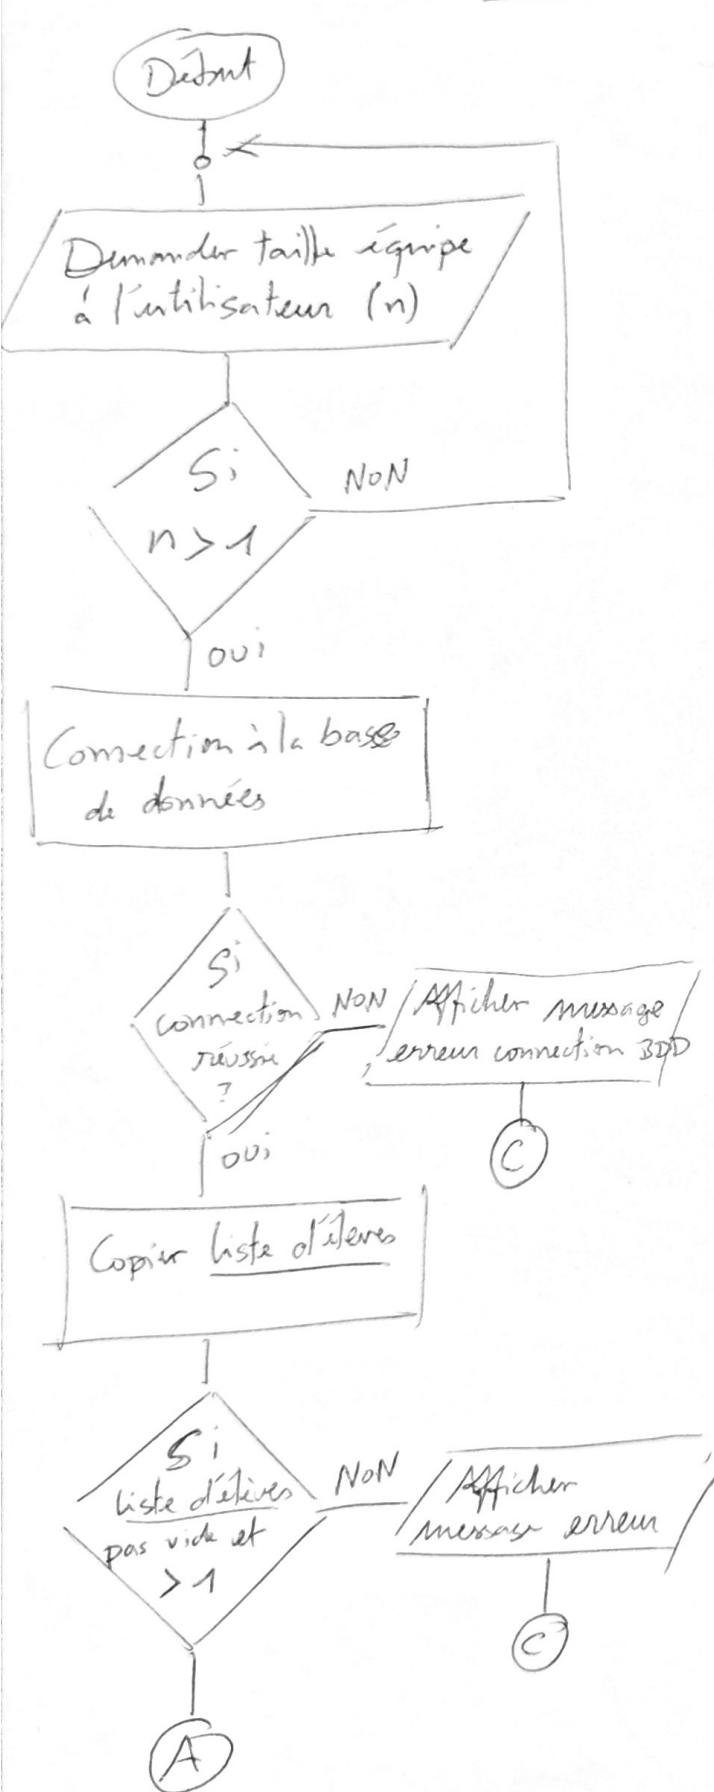 Début
Demander taille équipe
à l'utilisateur (n)
Si
n > 1
NON
OUI
Connection à la base
de données
Si
connection
réussie
?
NON
Afficher message
erreur connection BDD
C
OUI
Copier liste d'élèves
Si
liste d'élèves
pas vide et
> 1
NON
Afficher
message erreur
C
A